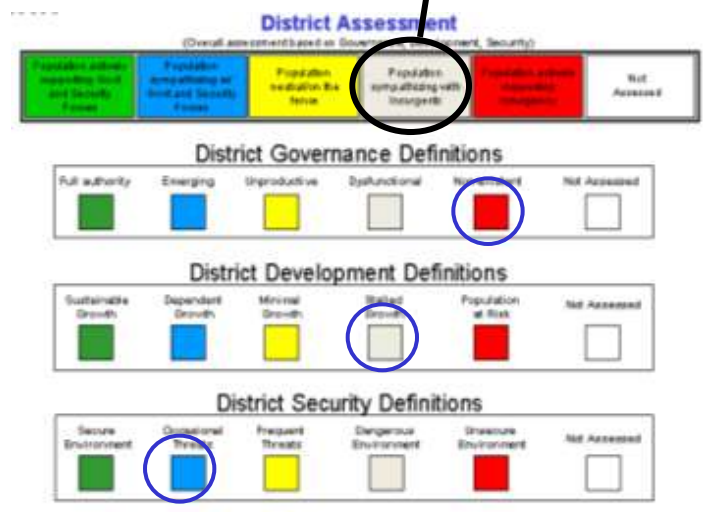 District Assessment
(Overall assessment based on Governance, Development, Security)
Population actively supporting Govt and Security Forces
Population sympathizing w/ Govt and Security Forces
Population neutral/on the fence
Population sympathizing with Insurgents
Population supporting
Not Assessed
District Governance Definitions
Full authority
Emerging
Unproductive
Dysfunctional
Non-existent
Not Assessed
District Development Definitions
Sustainable Growth
Dependent Growth
Minimal Growth
Stalled Growth
Population at Risk
Not Assessed
District Security Definitions
Secure Environment
Occasional Threats
Frequent Threats
Dangerous Environment
Unsecure Environment
Not Assessed